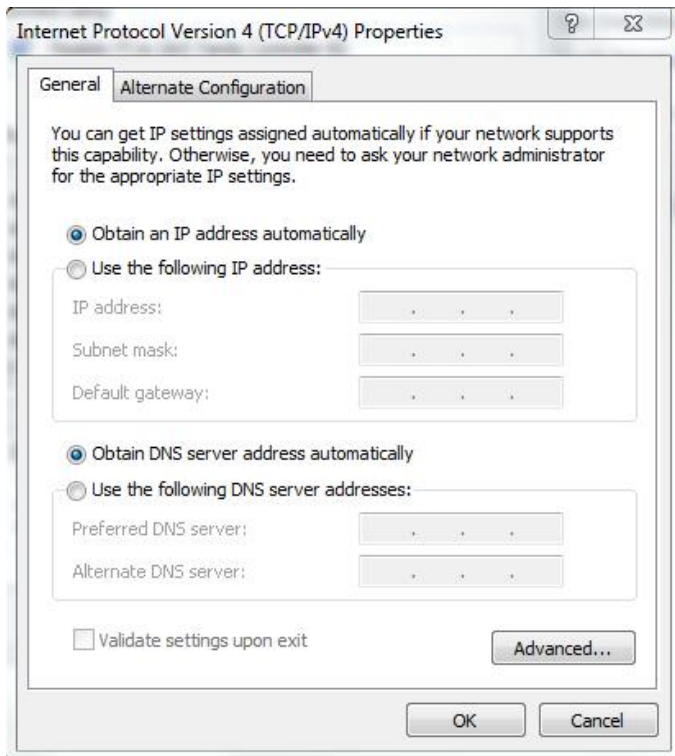 Internet Protocol Version 4 (TCP/IPv4) Properties
General
Alternate Configuration
You can get IP settings assigned automatically if your network supports
this capability. Otherwise, you need to ask your network administrator
for the appropriate IP settings.
Obtain an IP address automatically
Use the following IP address:
IP address:
Subnet mask:
Default gateway:
Obtain DNS server address automatically
Use the following DNS server addresses:
Preferred DNS server:
Alternate DNS server:
Validate settings upon exit
Advanced...
OK
Cancel